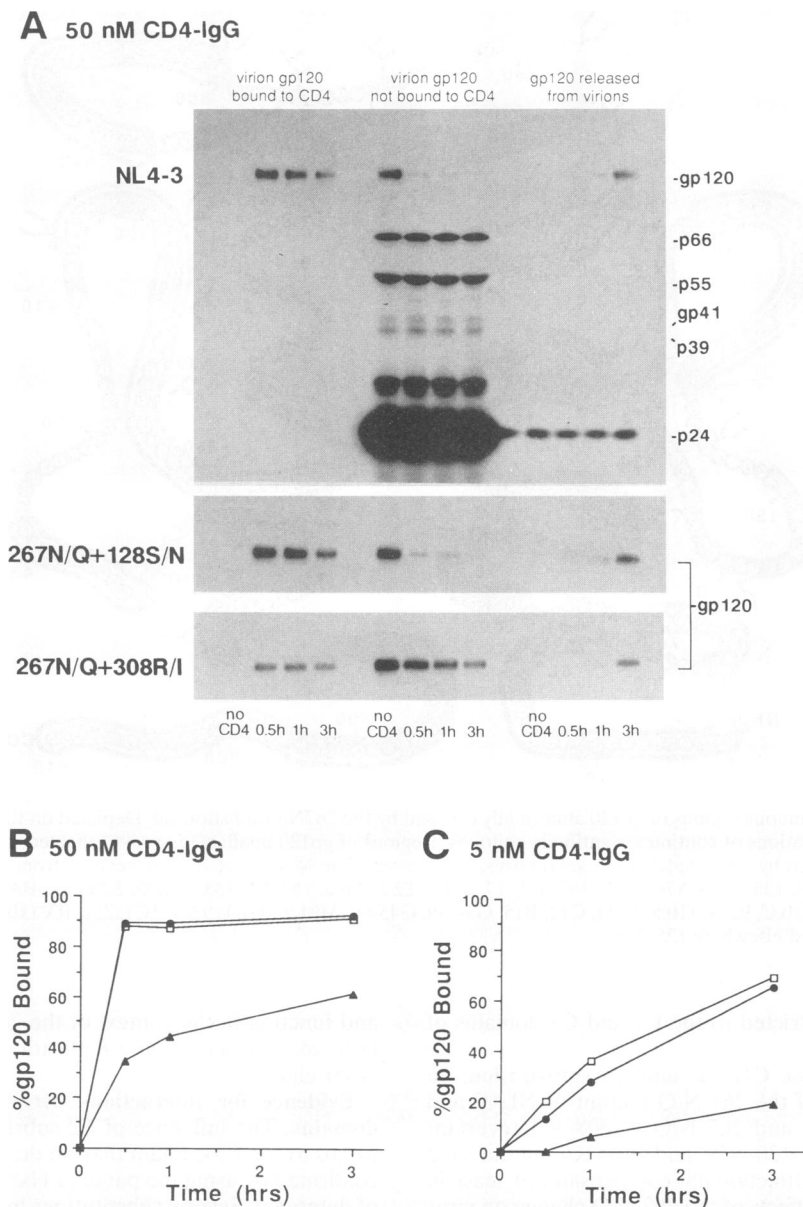 A 50 nM CD4-IgG
virion gp120 bound to CD4
virion gp120 not bound to CD4
gp120 released from virions
NL4-3
-gp120
-p66
-p55
gp41
p39
-p24
267N/Q+128S/N
-gp120
267N/Q+308R/I
no CD4 0.5h 1h 3h
no CD4 0.5h 1h 3h
no CD4 0.5h 1h 3h
B 50 nM CD4-IgG
%gp120 Bound
100
80
60
40
20
0
0 1 2 3
Time (hrs)
C 5 nM CD4-IgG
%gp120 Bound
100
80
60
40
20
0
0 1 2 3
Time (hrs)